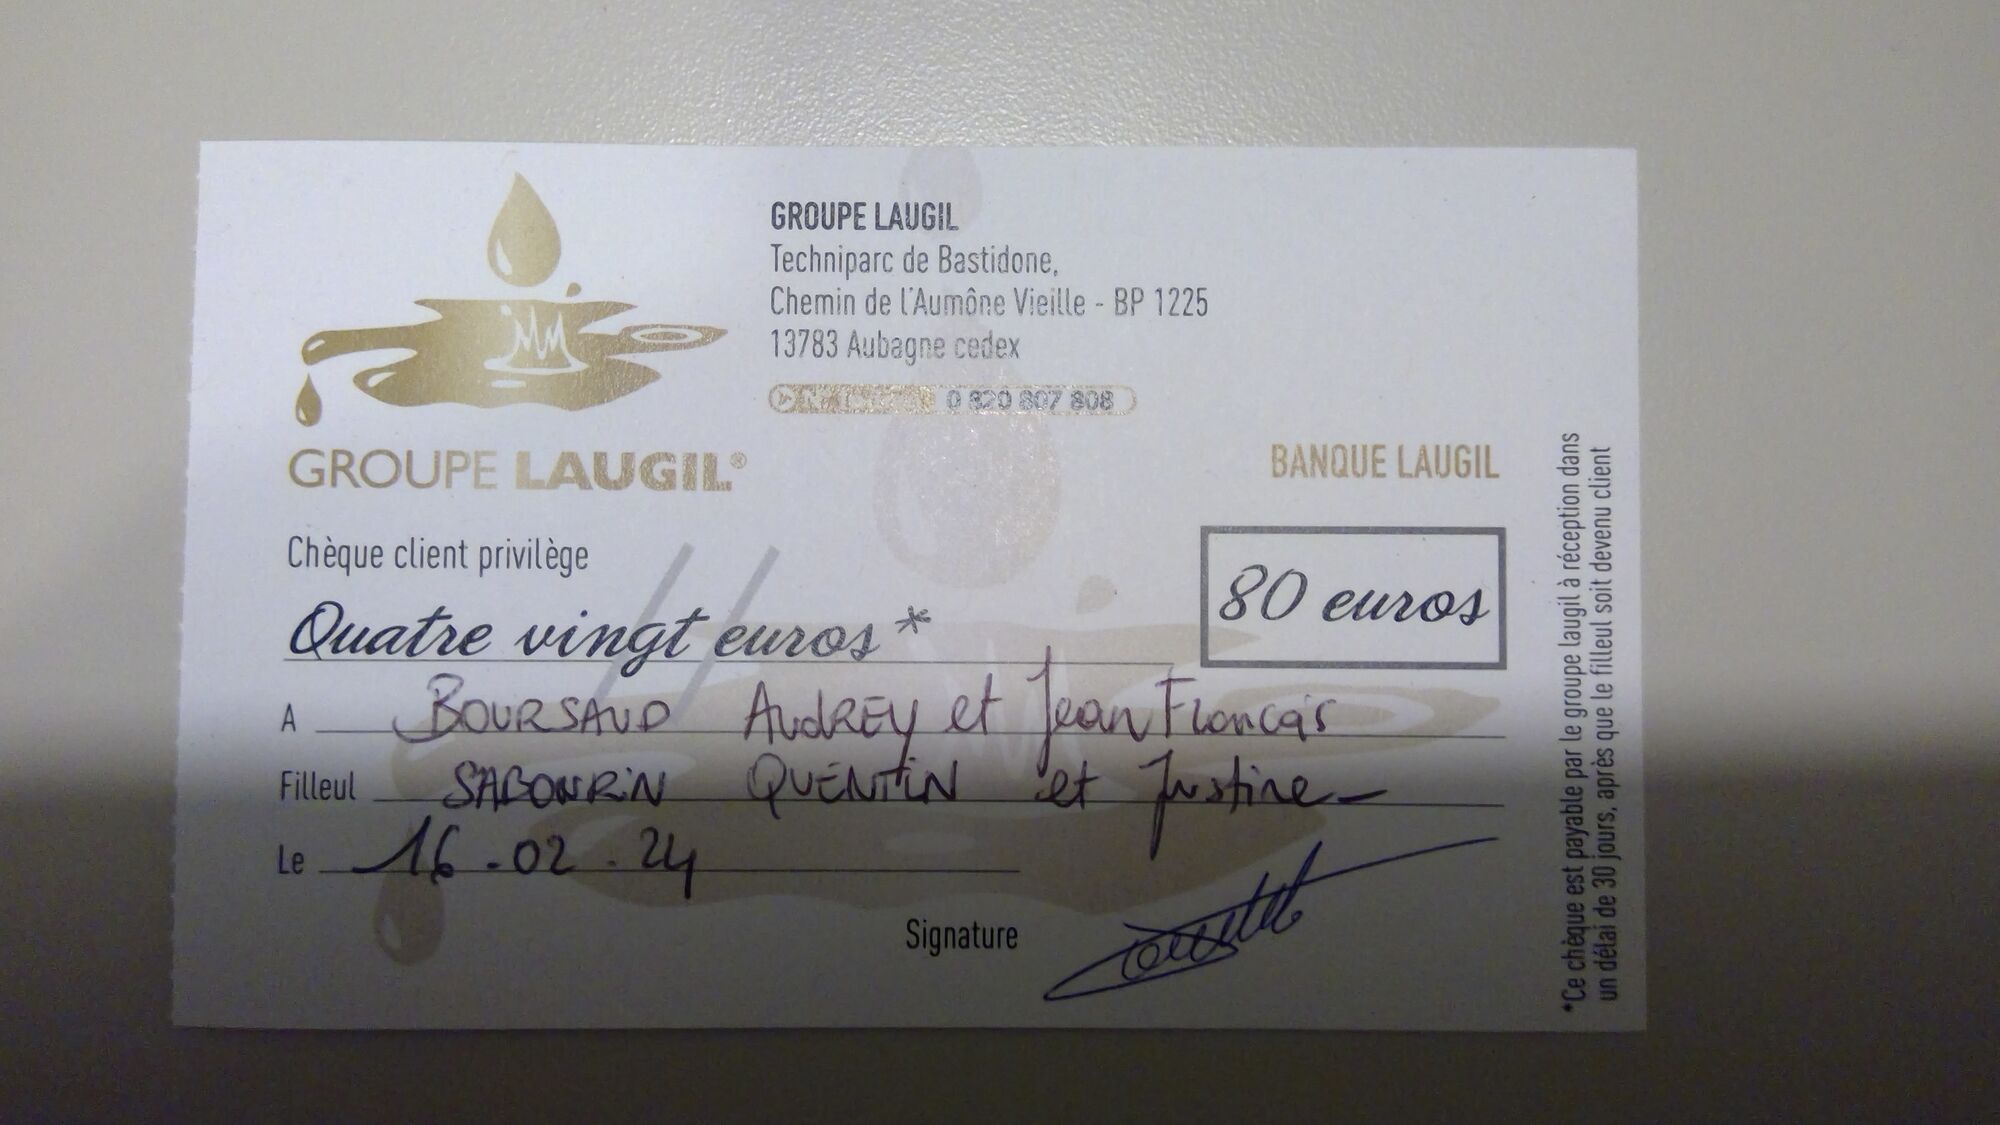 GROUPE LAUGIL
Techniparc de Bastidone,
Chemin de l'Aumône Vieille - BP 1225
13783 Aubagne cedex
0 820 807 808
GROUPE LAUGIL®
BANQUE LAUGIL
Chèque client privilège
80 euros
Quatre vingt euros*
A BOURSAUD AUDREY et Jean Francais
Filleul SABOURIN QUENTIN et Justine
Le 16.02.24
Signature
*Ce chèque est payable par le groupe laugil à réception dans
un délai de 30 jours, après que le filleul soit devenu client